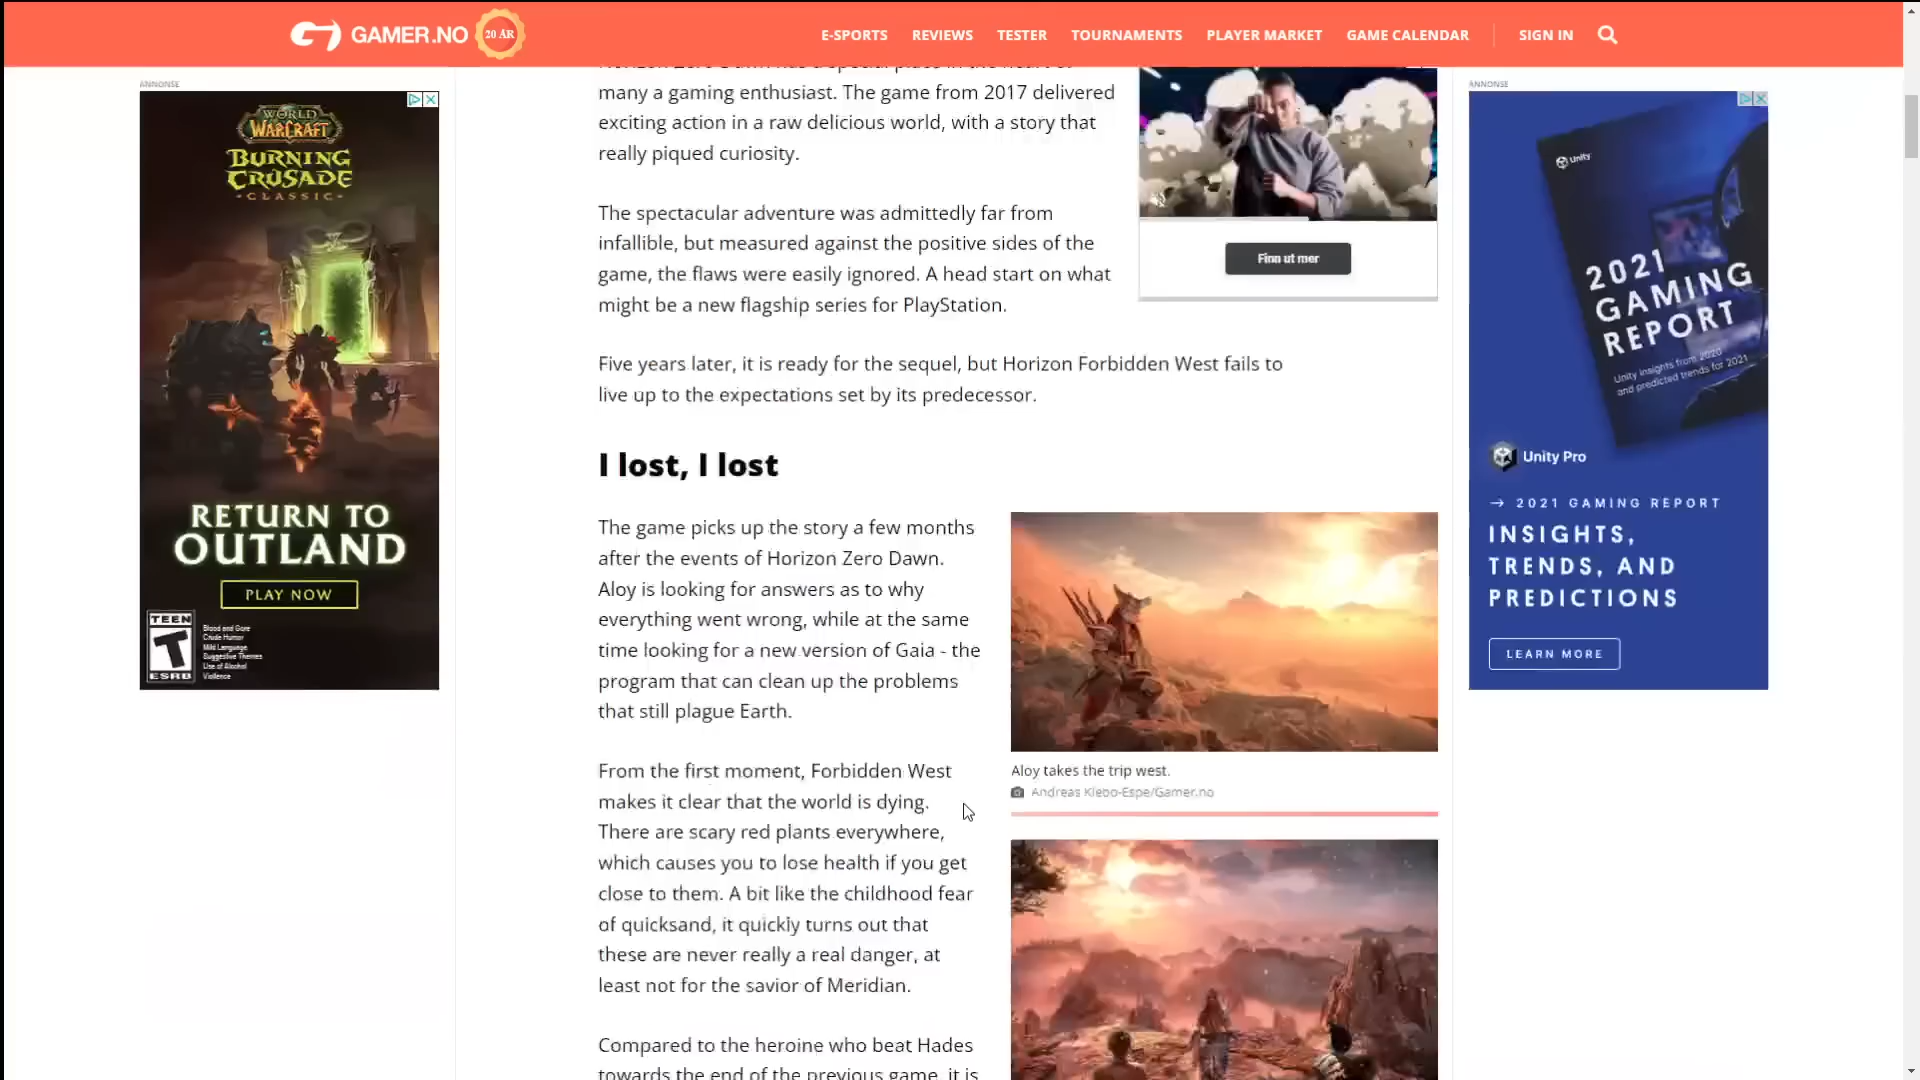 GAMER.NO
20 ÅR
E-SPORTS
REVIEWS
TESTER
TOURNAMENTS
PLAYER MARKET
GAME CALENDAR
SIGN IN
ANNONSE
WORLD
WARCRAFT
BURNING
CRUSADE
CLASSIC
RETURN TO
OUTLAND
PLAY NOW
TEEN
T
ESRB
Blood and Gore
Crude Humor
Mild Language
Suggestive Themes
Use of Alcohol
Violence
Horizon Zero Dawn has a special place in the heart of
many a gaming enthusiast. The game from 2017 delivered
exciting action in a raw delicious world, with a story that
really piqued curiosity.
The spectacular adventure was admittedly far from
infallible, but measured against the positive sides of the
game, the flaws were easily ignored. A head start on what
might be a new flagship series for PlayStation.
Five years later, it is ready for the sequel, but Horizon Forbidden West fails to
live up to the expectations set by its predecessor.
Finn ut mer
I lost, I lost
The game picks up the story a few months
after the events of Horizon Zero Dawn.
Aloy is looking for answers as to why
everything went wrong, while at the same
time looking for a new version of Gaia - the
program that can clean up the problems
that still plague Earth.
From the first moment, Forbidden West
makes it clear that the world is dying.
There are scary red plants everywhere,
which causes you to lose health if you get
close to them. A bit like the childhood fear
of quicksand, it quickly turns out that
these are never really a real danger, at
least not for the savior of Meridian.
Compared to the heroine who beat Hades
towards the end of the previous game, it is
Aloy takes the trip west.
Andreas Klebo-Espe/Gamer.no
ANNONSE
Unity
2021
GAMING
REPORT
Unity insights from 2020
and predicted trends for 2021
Unity Pro
→ 2021 GAMING REPORT
INSIGHTS,
TRENDS, AND
PREDICTIONS
LEARN MORE